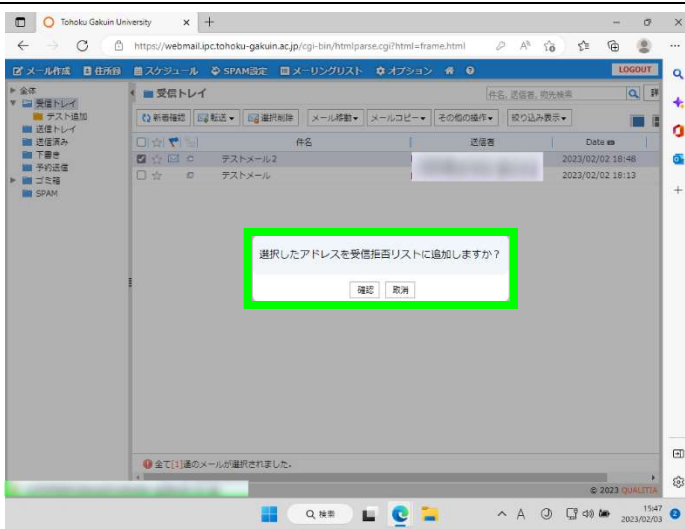 Tohoku Gakuin University
https://webmail.ipc.tohoku-gakuin.ac.jp/cgi-bin/htmlparse.cgi?html=frame.html
メール作成 住所録 スケジュール SPAM設定 メーリングリスト オプション LOGOUT
全体
受信トレイ
テスト追加
送信トレイ
送信済み
下書き
予約送信
ゴミ箱
SPAM
受信トレイ
件名, 送信者, 宛先検索
詳
新着確認 転送 選択削除 メール移動 メールコピー その他の操作 絞り込み表示
件名 送信者 Date
テストメール2 2023/02/02 18:48
テストメール 2023/02/02 18:13
選択したアドレスを受信拒否リストに追加しますか？
確認 取消
全て[1]通のメールが選択されました。
© 2023 QUALITIA
検索
A
15:47
2023/02/03
2